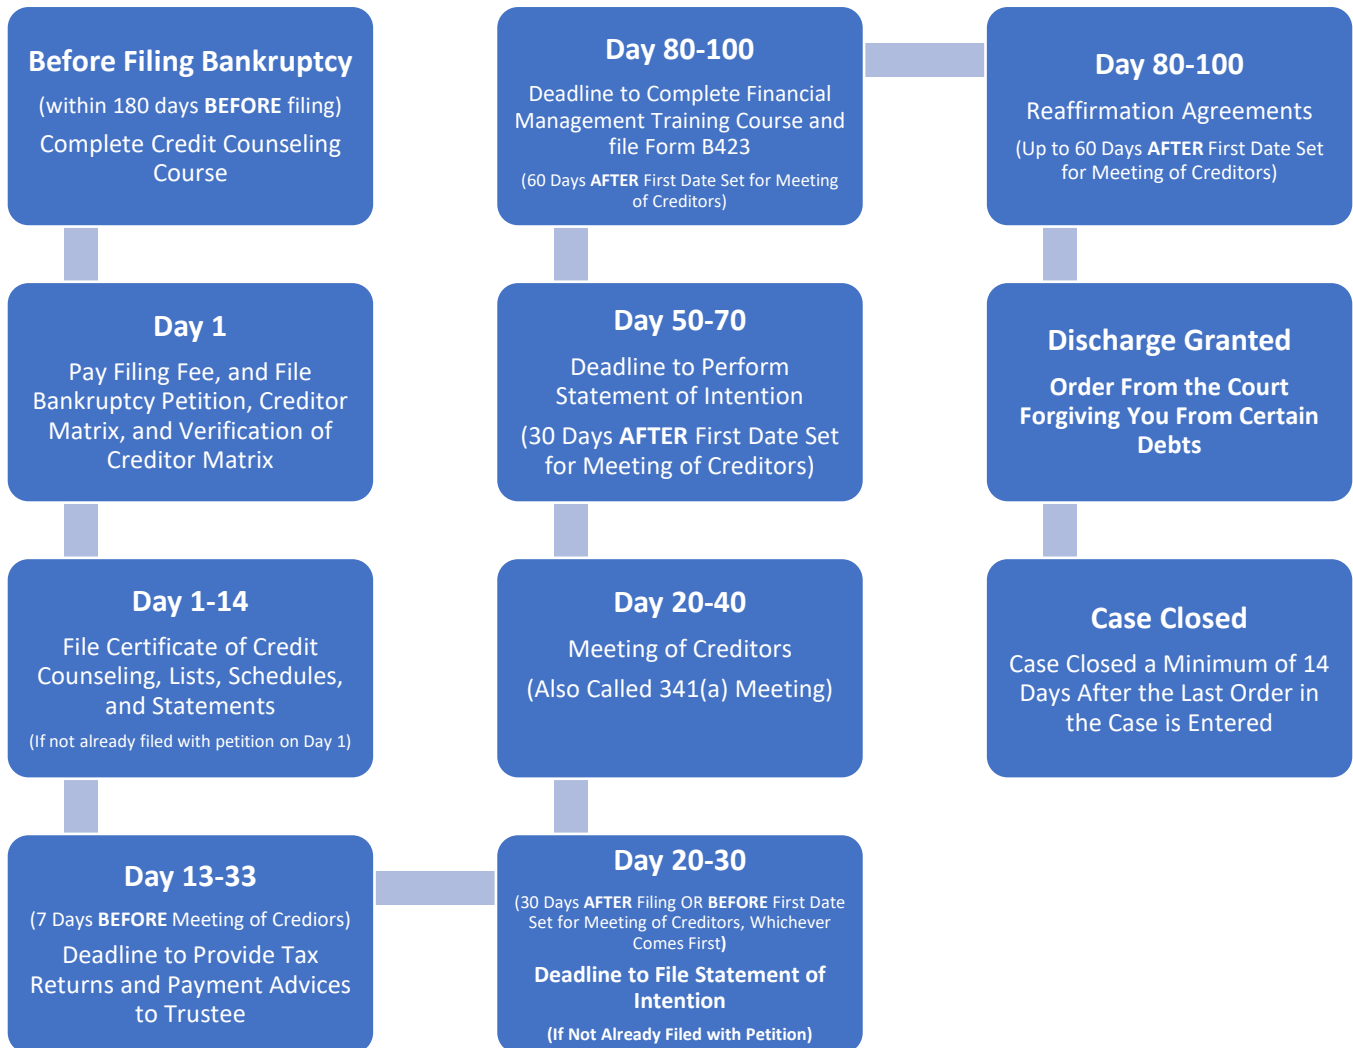 Before Filing Bankruptcy
(within 180 days BEFORE filing)
Complete Credit Counseling
Course
Day 1
Pay Filing Fee, and File
Bankruptcy Petition, Creditor
Matrix, and Verification of
Creditor Matrix
Day 1-14
File Certificate of Credit
Counseling, Lists, Schedules,
and Statements
(If not already filed with petition on Day 1)
Day 13-33
(7 Days BEFORE Meeting of Crediors)
Deadline to Provide Tax
Returns and Payment Advices
to Trustee
Day 20-30
(30 Days AFTER Filing OR BEFORE First Date
Set for Meeting of Creditors, Whichever
Comes First)
Deadline to File Statement of
Intention
(If Not Already Filed with Petition)
Day 20-40
Meeting of Creditors
(Also Called 341(a) Meeting)
Day 50-70
Deadline to Perform
Statement of Intention
(30 Days AFTER First Date Set
for Meeting of Creditors)
Day 80-100
Deadline to Complete Financial
Management Training Course and
file Form B423
(60 Days AFTER First Date Set for Meeting
of Creditors)
Day 80-100
Reaffirmation Agreements
(Up to 60 Days AFTER First Date Set
for Meeting of Creditors)
Discharge Granted
Order From the Court
Forgiving You From Certain
Debts
Case Closed
Case Closed a Minimum of 14
Days After the Last Order in
the Case is Entered